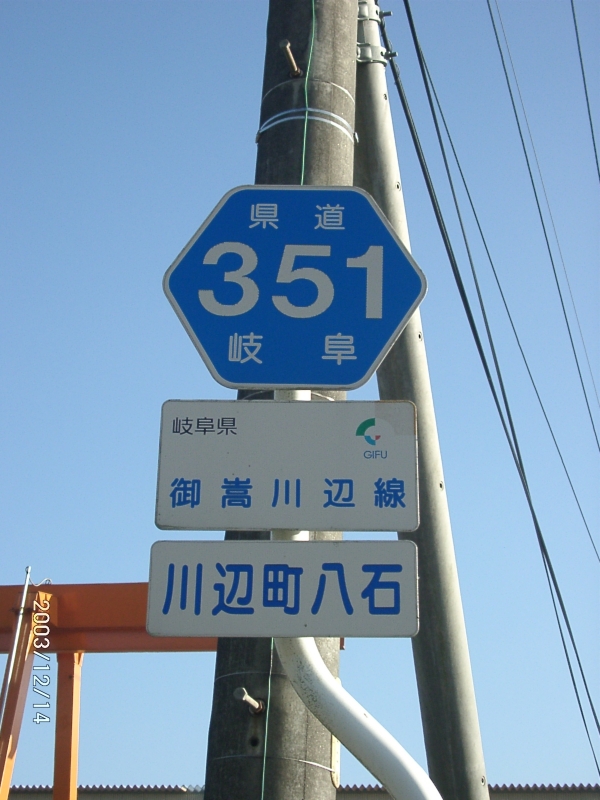 県 道
351
岐 阜
岐阜県
GIFU
御嵩川辺線
川辺町八石
2003/12/14